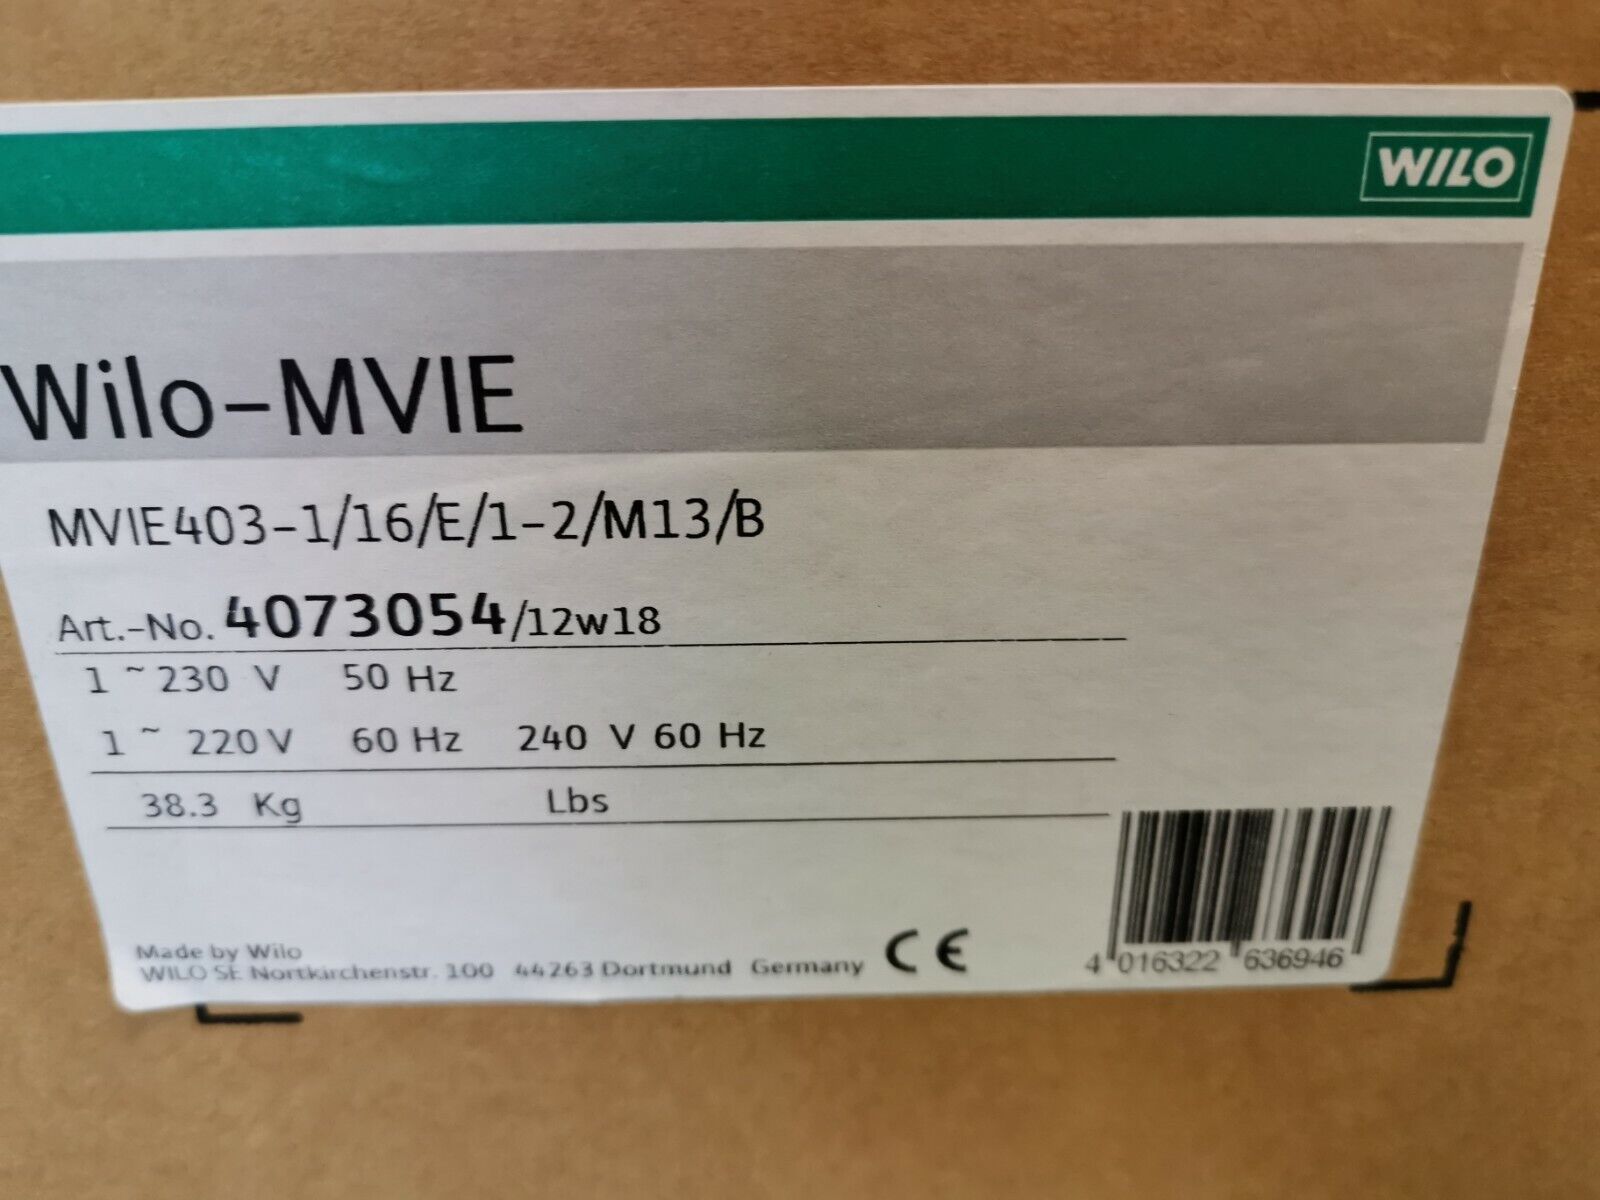 WILO
Wilo-MVIE
MVIE403-1/16/E/1-2/M13/B
Art.-No. 4073054/12w18
1 ~ 230 V 50 Hz
1 ~ 220 V 60 Hz 240 V 60 Hz
38.3 Kg Lbs
Made by Wilo
WILO SE Nortkirchenstr. 100 44263 Dortmund Germany CE
4 016322 636946